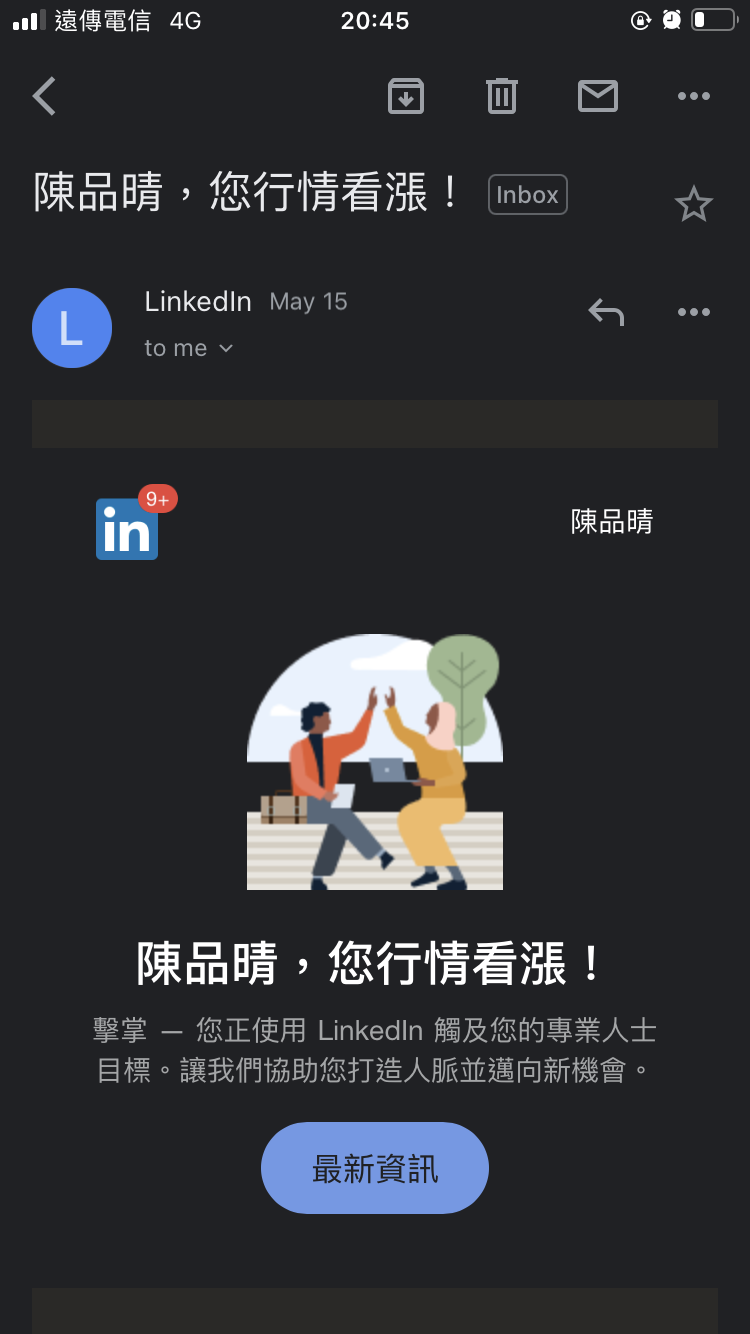 遠傳電信 4G 20:45
陳品晴，您行情看漲！ Inbox
L
LinkedIn May 15
to me
9+
in
陳品晴
陳品晴，您行情看漲！
擊掌 — 您正使用 LinkedIn 觸及您的專業人士
目標。讓我們協助您打造人脈並邁向新機會。
最新資訊